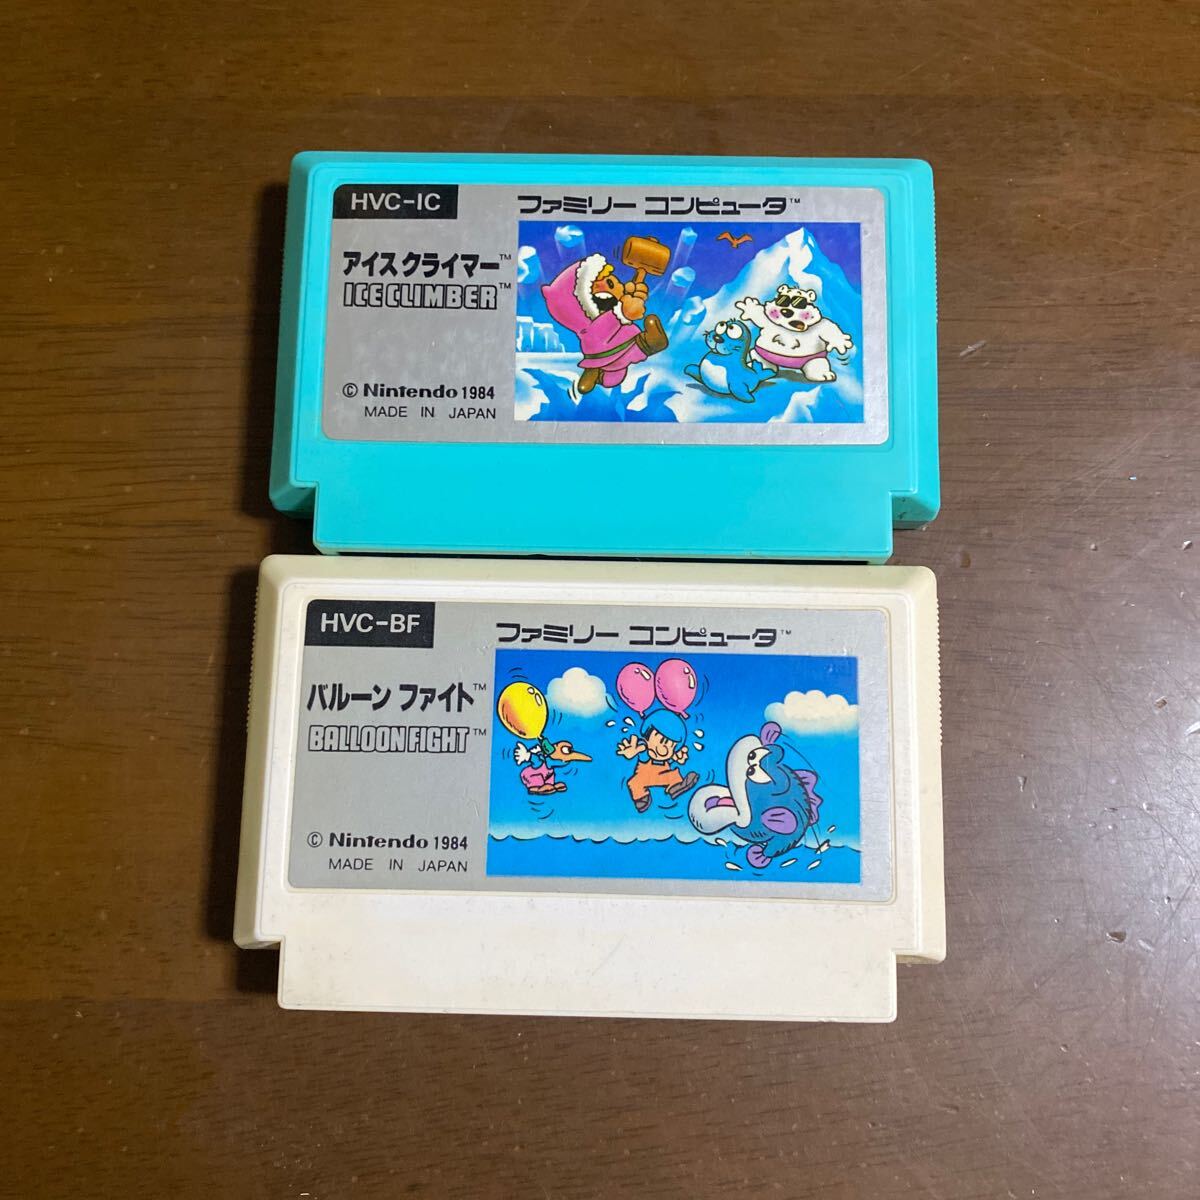 HVC-IC
ファミリー コンピュータ™
アイスクライマー™
ICE CLIMBER™
© Nintendo 1984
MADE IN JAPAN
HVC-BF
ファミリー コンピュータ™
バルーン ファイト™
BALLOON FIGHT™
© Nintendo 1984
MADE IN JAPAN